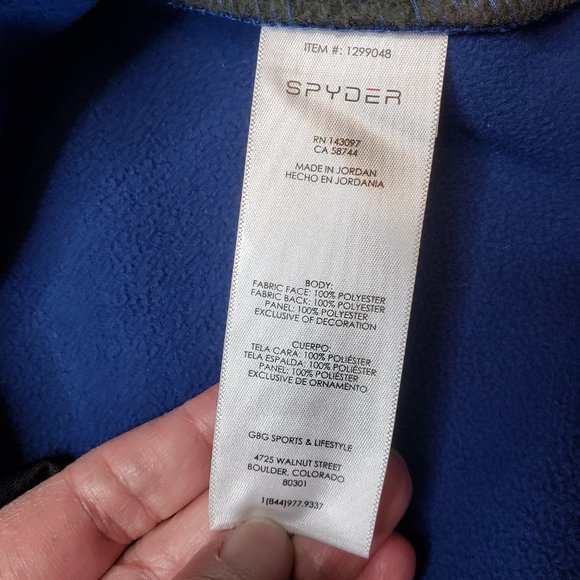 ITEM #: 1299048
SPYDER
RN 143097
CA 58744
MADE IN JORDAN
HECHO EN JORDANIA
BODY:
FABRIC FACE: 100% POLYESTER
FABRIC BACK: 100% POLYESTER
PANEL: 100% POLYESTER
EXCLUSIVE OF DECORATION
CUERPO:
TELA CARA: 100% POLIÉSTER
TELA ESPALDA: 100% POLIÉSTER
PANEL: 100% POLIÉSTER
EXCLUSIVE DE ORNAMENTO
GBG SPORTS & LIFESTYLE
4725 WALNUT STREET
BOULDER, COLORADO
80301
1(844)977.9337